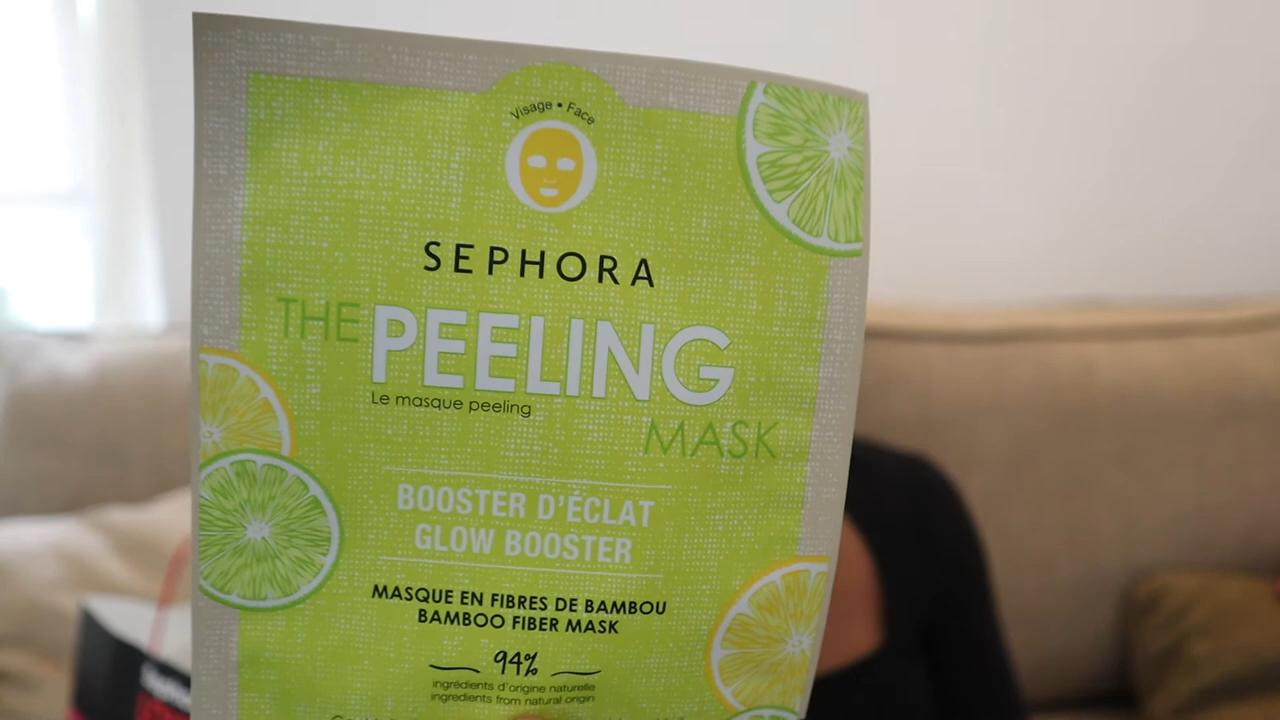 Visage • Face
SEPHORA
THE PEELING
Le masque peeling
MASK
BOOSTER D'ÉCLAT
GLOW BOOSTER
MASQUE EN FIBRES DE BAMBOU
BAMBOO FIBER MASK
94%
ingrédients d'origine naturelle
ingredients from natural origin